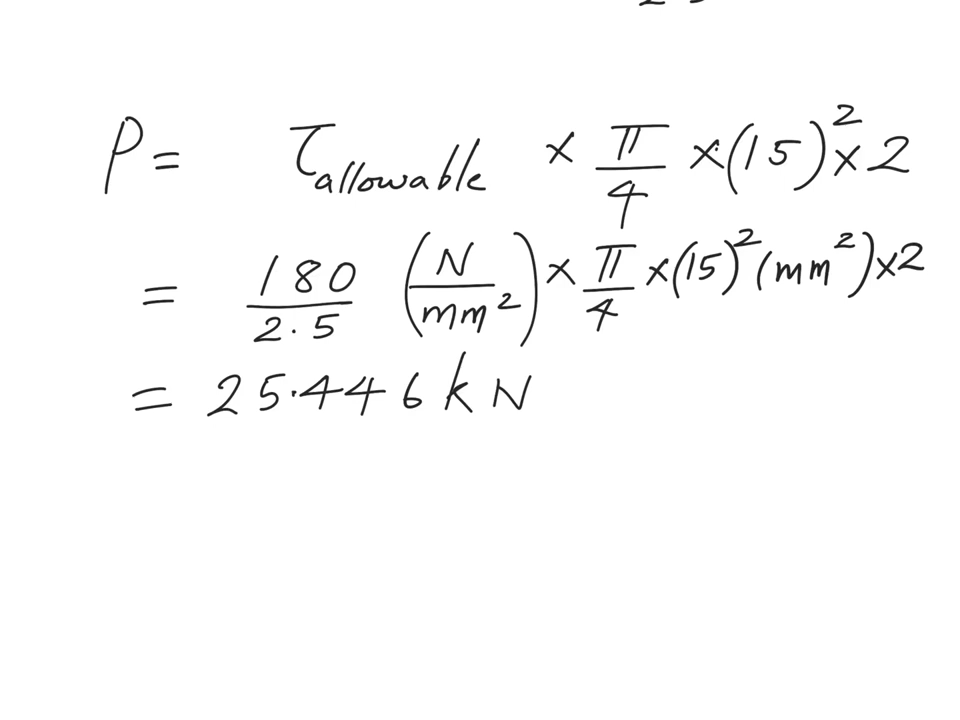 P = τallowable × π/4 × (15)² × 2
= 180/2.5 (N/mm²) × π/4 × (15)² (mm²) × 2
= 25.446 kN